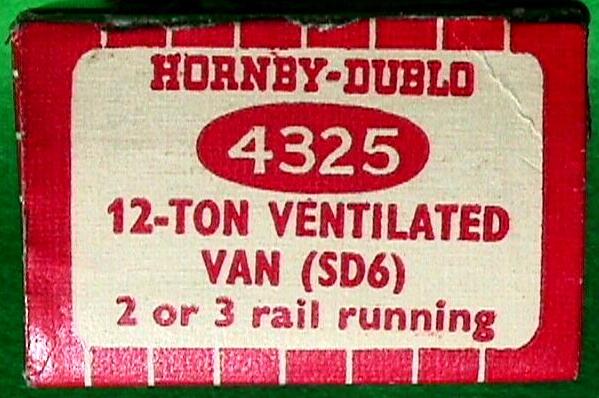 HORNBY-DUBLO
4325
12-TON VENTILATED
VAN (SD6)
2 or 3 rail running